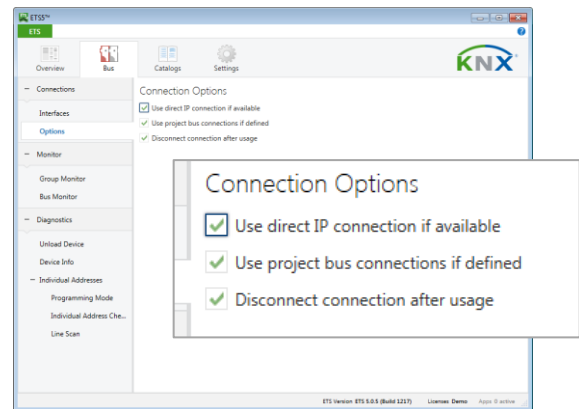 ETS5™
ETS
Overview Bus Catalogs Settings
KNX
Connections
Interfaces
Options
Monitor
Group Monitor
Bus Monitor
Diagnostics
Unload Device
Device Info
Individual Addresses
Programming Mode
Individual Address Che...
Line Scan
Connection Options
Use direct IP connection if available
Use project bus connections if defined
Disconnect connection after usage
Connection Options
Use direct IP connection if available
Use project bus connections if defined
Disconnect connection after usage
ETS Version ETS 5.0.5 (Build 1217) Licenses Demo Apps 0 active